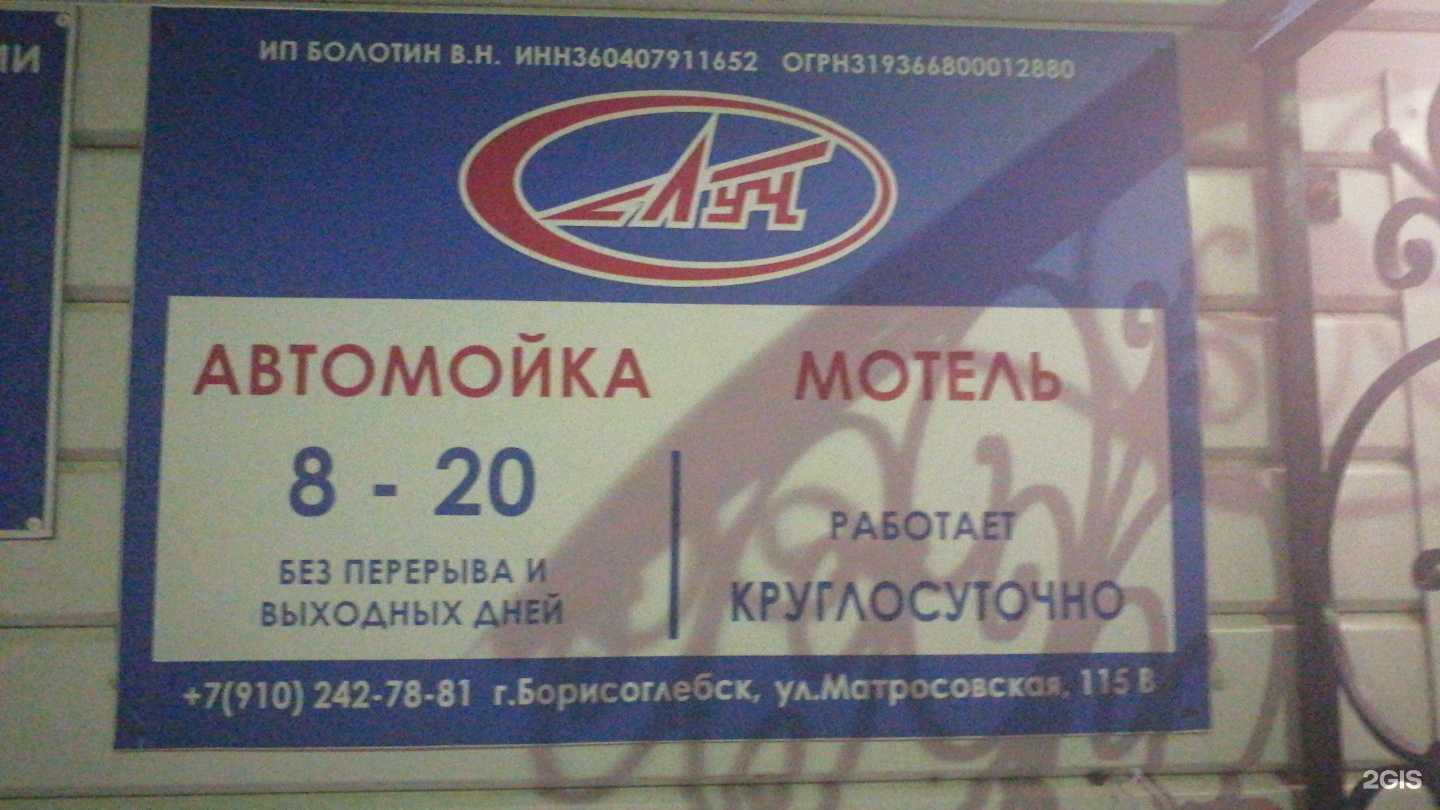 ИИ
ИП БОЛОТИН В.Н. ИНН360407911652 ОГРН319366800012880
ЛУЧ
АВТОМОЙКА
8 - 20
БЕЗ ПЕРЕРЫВА И
ВЫХОДНЫХ ДНЕЙ
МОТЕЛЬ
РАБОТАЕТ
КРУГЛОСУТОЧНО
+7(910) 242-78-81 г.Борисоглебск, ул.Матросовская, 115 В
2GIS